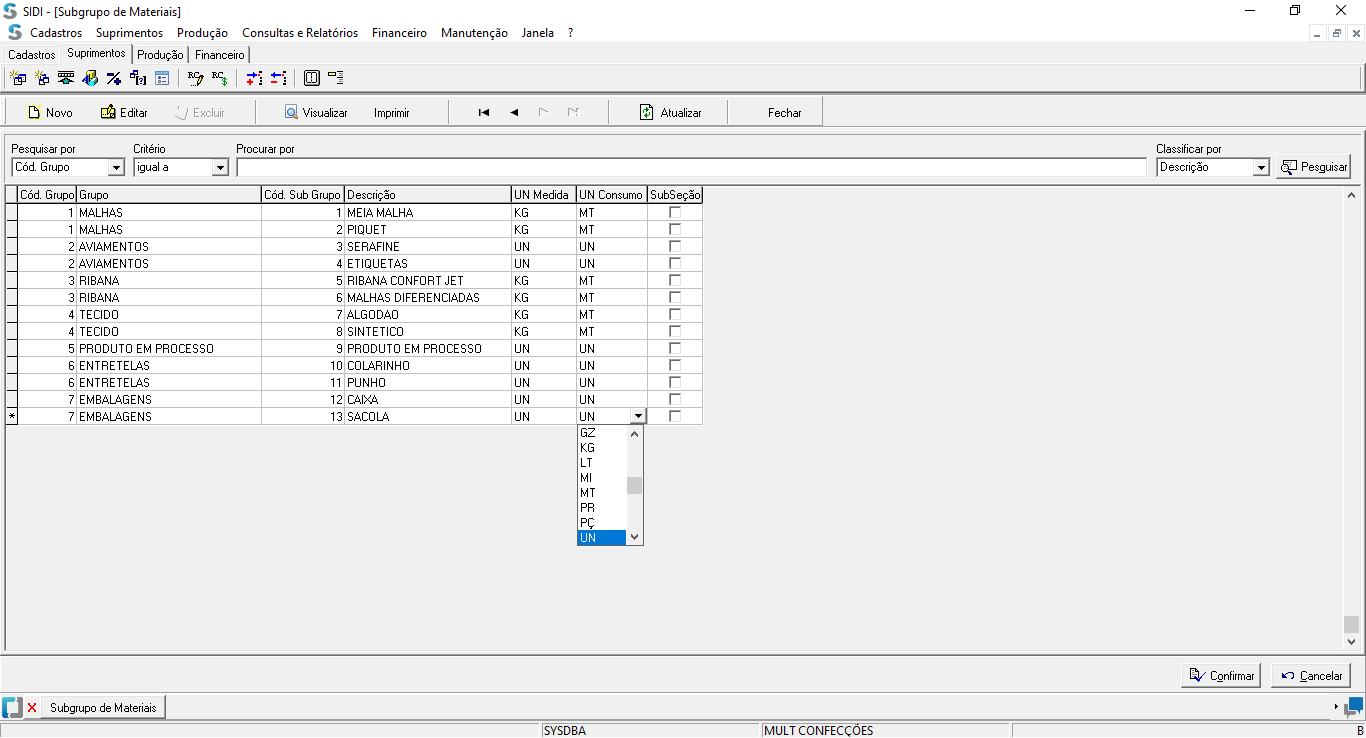 SIDI - [Subgrupo de Materiais]
Cadastros Suprimentos Produção Consultas e Relatórios Financeiro Manutenção Janela ?
Cadastros Suprimentos Produção Financeiro
Novo Editar Excluir Visualizar Imprimir Atualizar Fechar
Pesquisar por Critério Procurar por Classificar por
Cód. Grupo igual a Descrição Pesquisar
Cód. Grupo Grupo Cód. Sub Grupo Descrição UN Medida UN Consumo SubSeção
1 MALHAS 1 MEIA MALHA KG MT
1 MALHAS 2 PIQUET KG MT
2 AVIAMENTOS 3 SERAFINE UN UN
2 AVIAMENTOS 4 ETIQUETAS UN UN
3 RIBANA 5 RIBANA CONFORT JET KG MT
3 RIBANA 6 MALHAS DIFERENCIADAS KG MT
4 TECIDO 7 ALGODAO KG MT
4 TECIDO 8 SINTETICO KG MT
5 PRODUTO EM PROCESSO 9 PRODUTO EM PROCESSO UN UN
6 ENTRETELAS 10 COLARINHO UN UN
6 ENTRETELAS 11 PUNHO UN UN
7 EMBALAGENS 12 CAIXA UN UN
* 7 EMBALAGENS 13 SACOLA UN UN
GZ
KG
LT
MI
MT
PR
PÇ
UN
Confirmar Cancelar
Subgrupo de Materiais
SYSDBA MULT CONFECÇÕES B